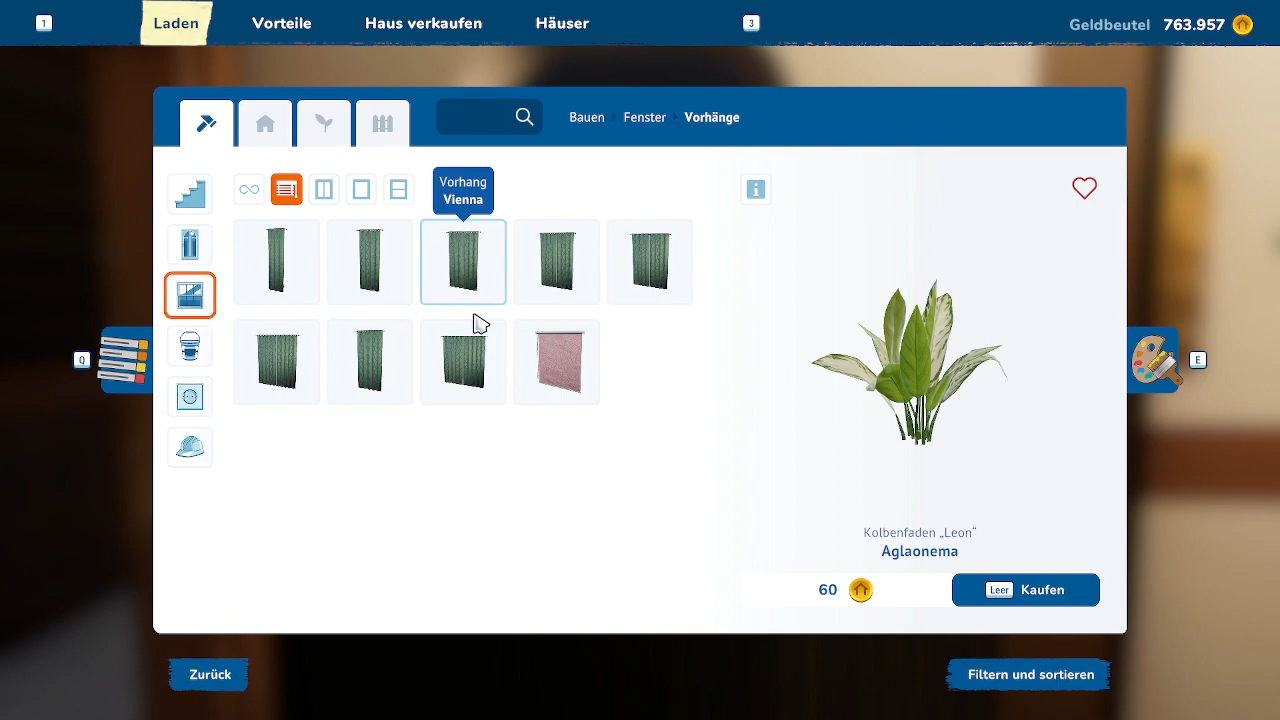 1
Laden
Vorteile
Haus verkaufen
Häuser
3
Geldbeutel 763.957
Bauen Fenster Vorhänge
Vorhang
Vienna
i
Q
E
Kolbenfaden „Leon“
Aglaonema
60
Leer Kaufen
Zurück
Filtern und sortieren